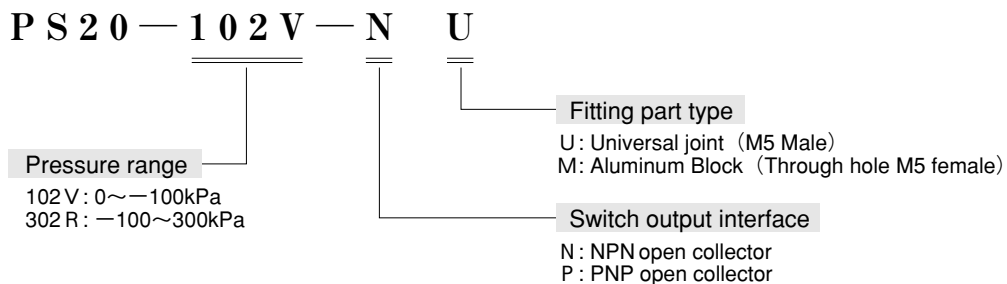 PS20—102V—N U
Fitting part type
U: Universal joint（M5 Male）
M: Aluminum Block（Through hole M5 female）
Pressure range
102V: 0～－100kPa
302R: －100～300kPa
Switch output interface
N: NPN open collector
P: PNP open collector